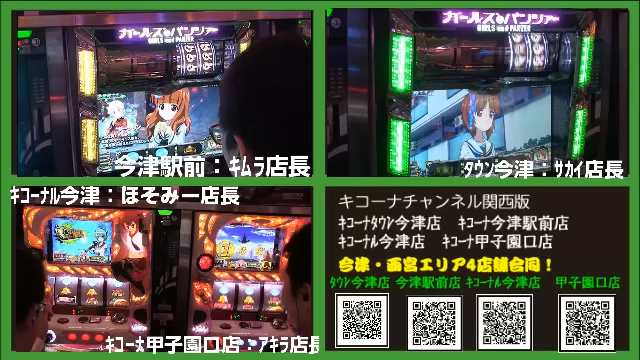 ガールズ&パンツァー
GIRLS und PANZER
今津駅前：ｷﾑﾗ店長
ガールズ&パンツァー
GIRLS und PANZER
ﾀｳﾝ今津：ｻｶｲ店長
ｷｺｰﾅﾙ今津：ほそみー店長
ｷｺｰﾅ甲子園口店：ｱｷﾗ店長
キコーナチャンネル関西版
ｷｺｰﾅﾀｳﾝ今津店 ｷｺｰﾅ今津駅前店
ｷｺｰﾅﾙ今津店 ｷｺｰﾅ甲子園口店
今津・西宮エリア4店舗合同！
ﾀｳﾝ今津店 今津駅前店 ｷｺｰﾅﾙ今津店 甲子園口店